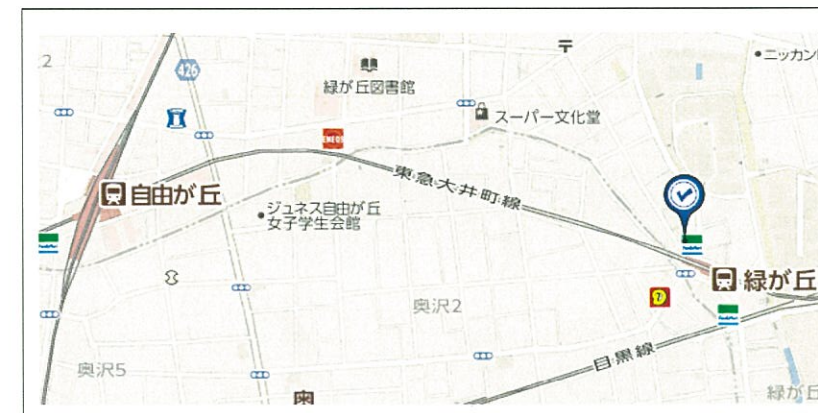 2
426
緑が丘図書館
〒
ニッカン
スーパー文化堂
ENEOS
東急大井町線
自由が丘
ジュネス自由が丘
女子学生会館
緑が丘
奥沢2
目黒線
奥沢5
奥
緑が丘